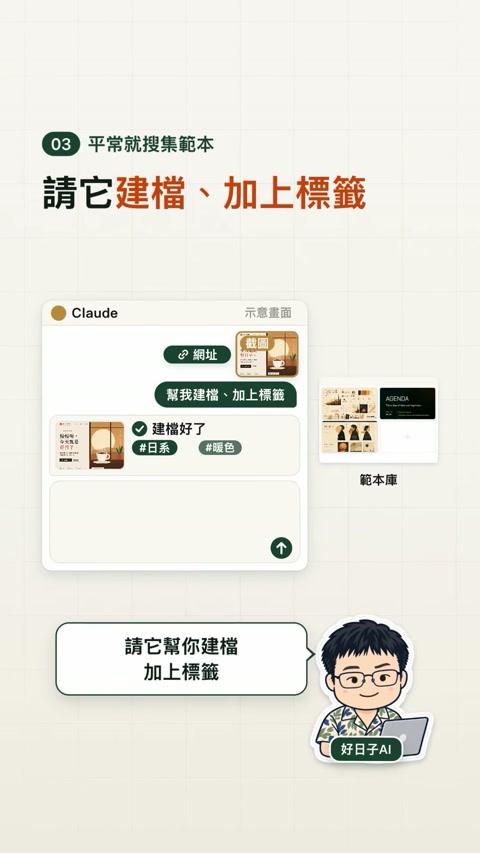 03 平常就搜集範本
請它建檔、加上標籤
Claude
示意畫面
網址
截圖
幫我建檔、加上標籤
建檔好了
#日系
#暖色
AGENDA
範本庫
請它幫你建檔
加上標籤
好日子AI